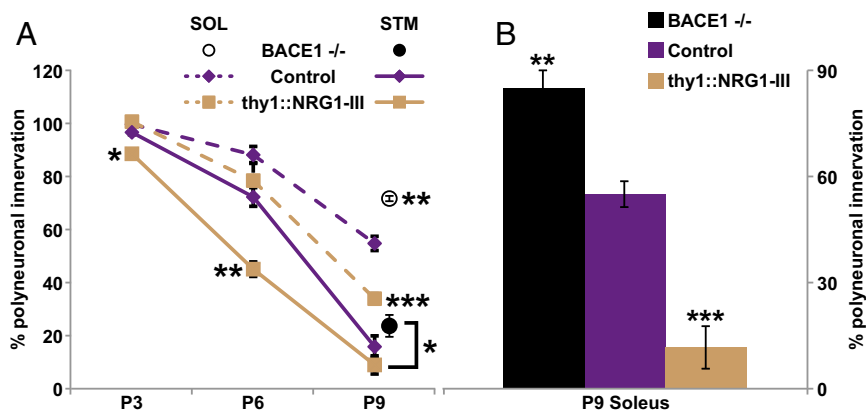 A
SOL STM
BACE1 -/-
Control
thy1::NRG1-III
% polyneuronal innervation
120
100
80
60
40
20
0
*
**
**
***
*
P3 P6 P9
B
BACE1 -/-
Control
thy1::NRG1-III
**
***
90
60
30
0
% polyneuronal innervation
P9 Soleus